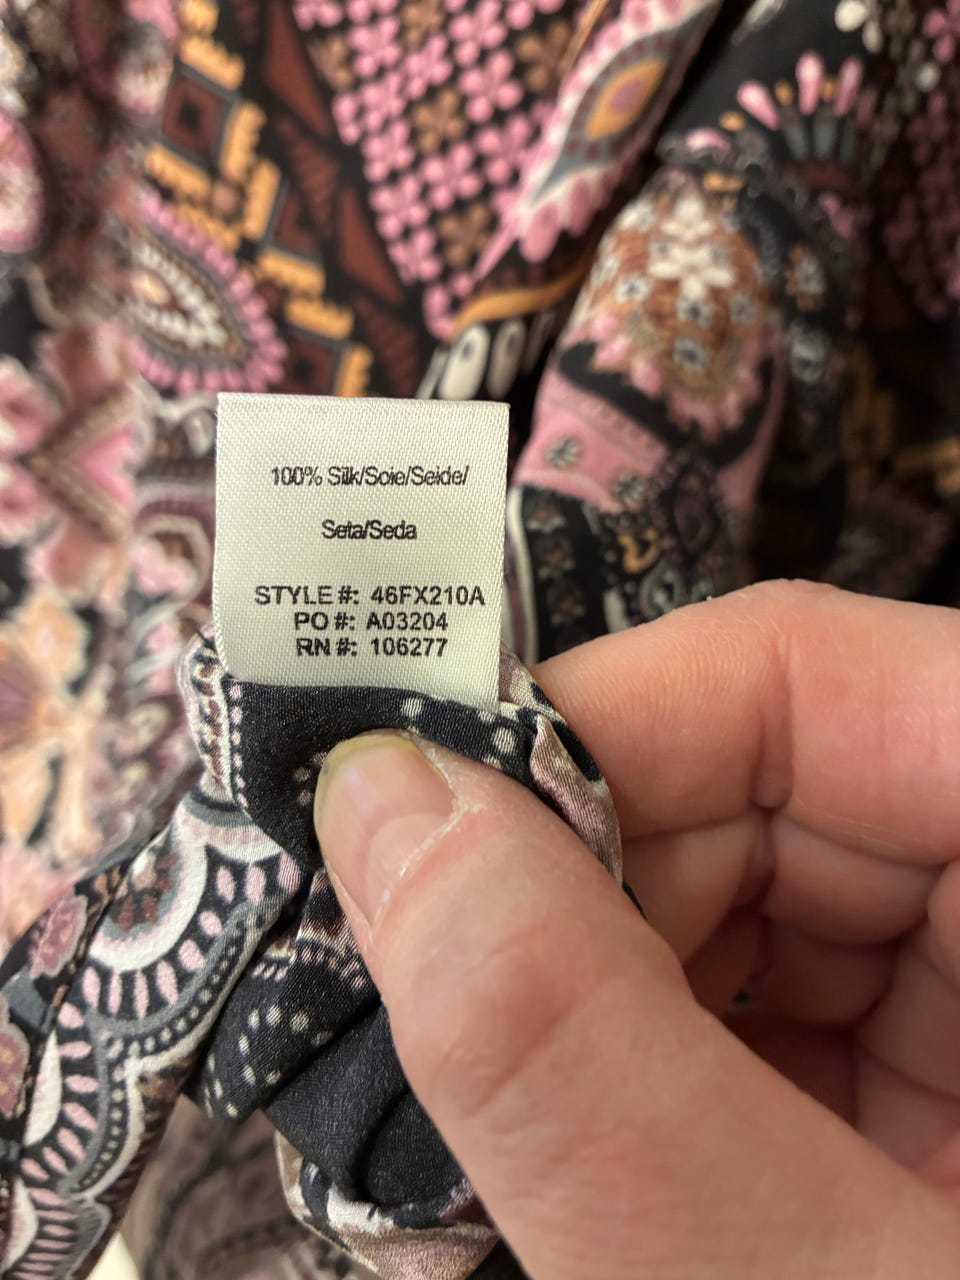 100% Silk/Soie/Seide/
Seta/Seda
STYLE #: 46FX210A
PO #: A03204
RN #: 106277